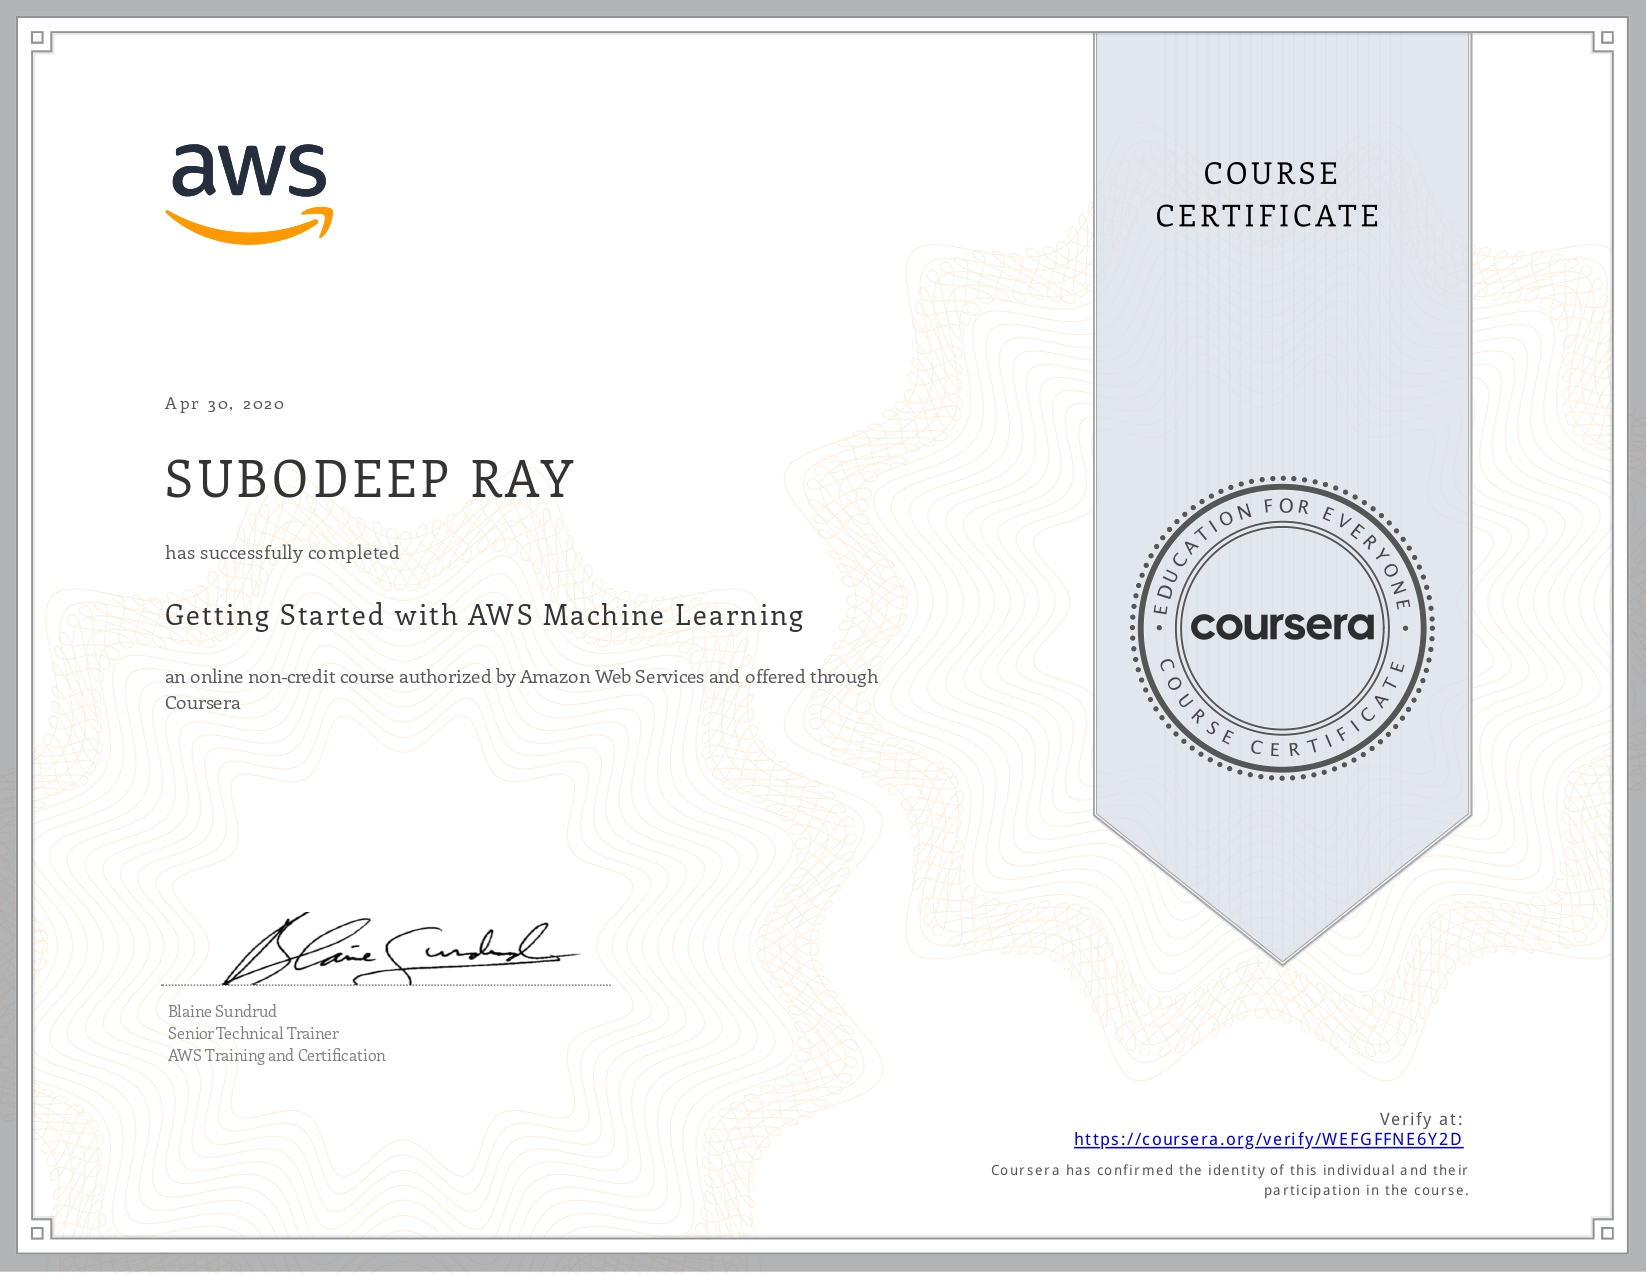 aws
COURSE
CERTIFICATE
Apr 30, 2020
SUBODEEP RAY
has successfully completed
Getting Started with AWS Machine Learning
an online non-credit course authorized by Amazon Web Services and offered through
Coursera
EDUCATION FOR EVERYONE
coursera
COURSE CERTIFICATE
Blaine Sundrud
Blaine Sundrud
Senior Technical Trainer
AWS Training and Certification
Verify at:
https://coursera.org/verify/WEFGFFNE6Y2D
Coursera has confirmed the identity of this individual and their
participation in the course.